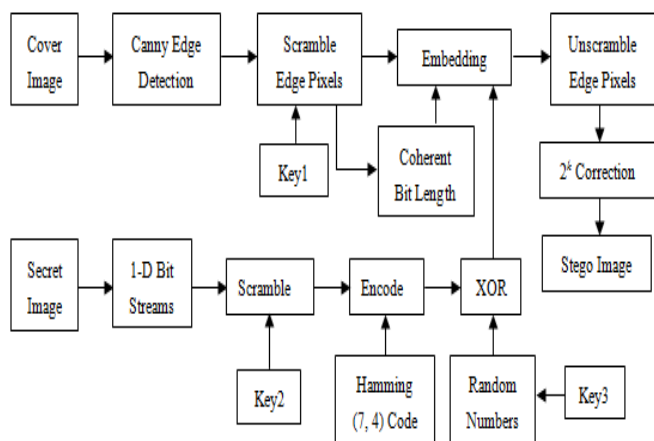 Cover
Image
Canny Edge
Detection
Scramble
Edge Pixels
Embedding
Unscramble
Edge Pixels
Key1
Coherent
Bit Length
2^k Correction
Stego Image
Secret
Image
1-D Bit
Streams
Scramble
Encode
XOR
Key2
Hamming
(7, 4) Code
Random
Numbers
Key3